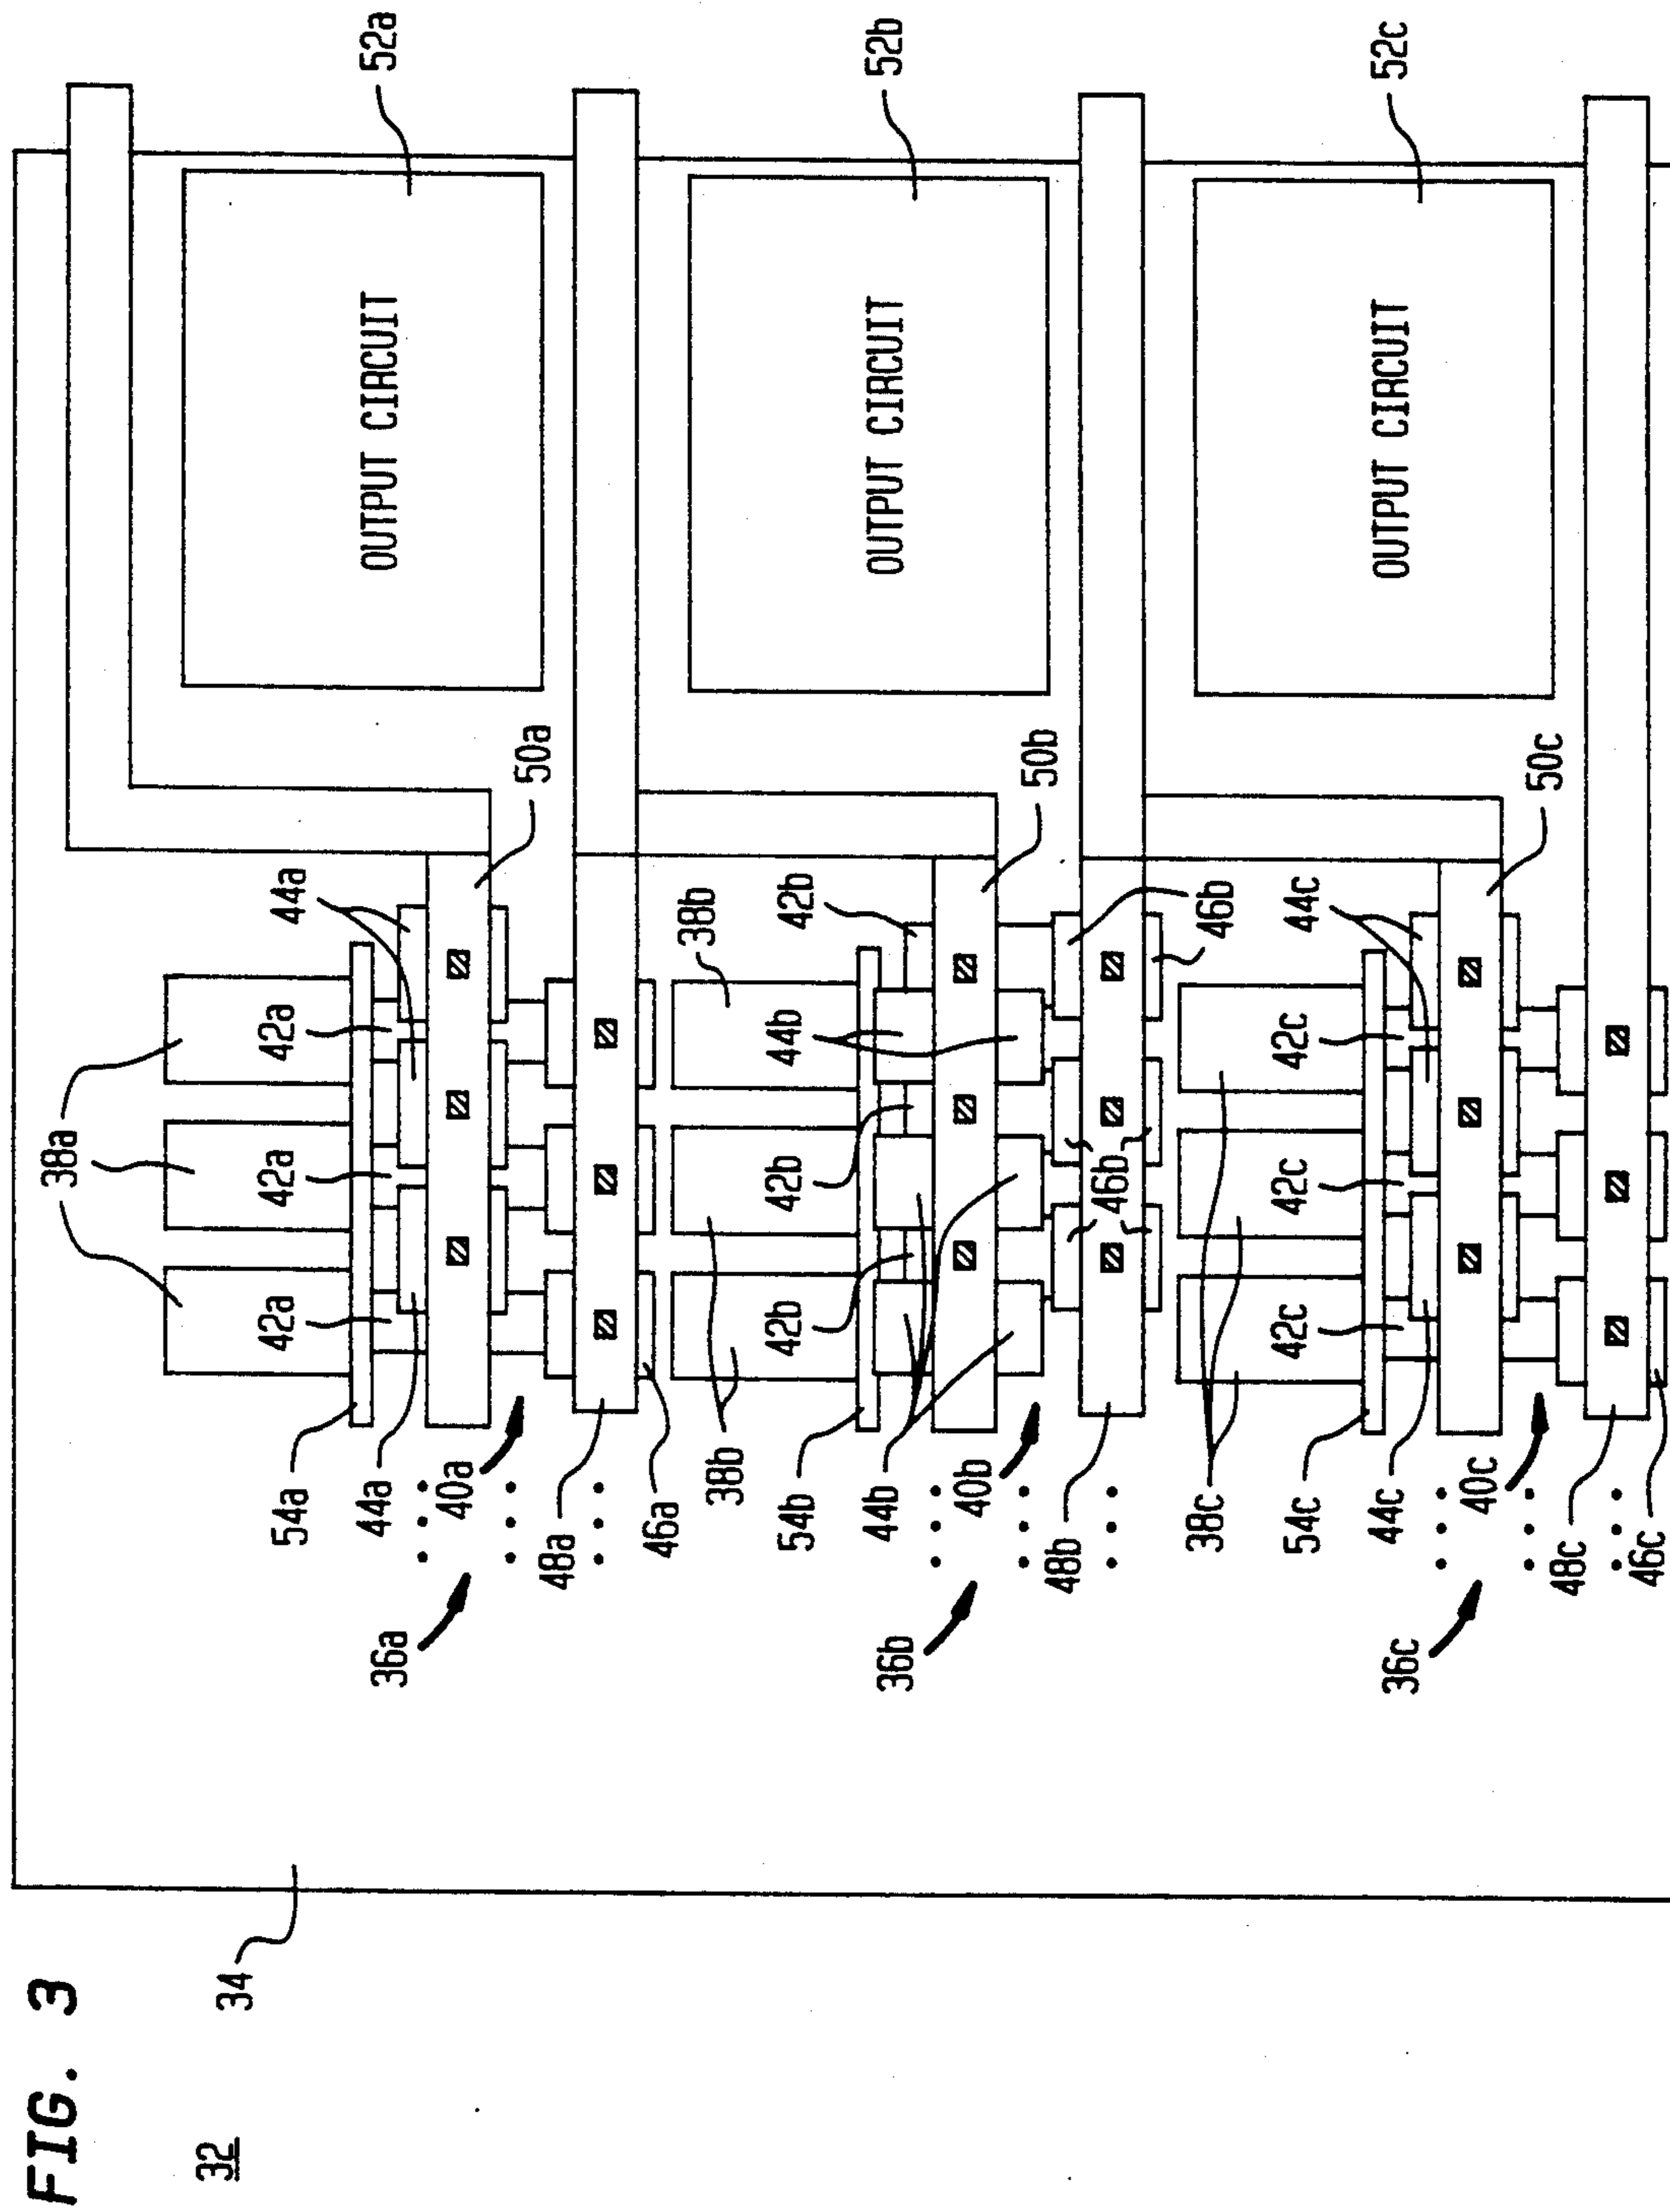 FIG. 3
32
34
36a
36b
36c
54a
44a
40a
48a
46a
38b
54b
44b
40b
48b
38c
54c
44c
40c
48c
46c
38a
42a
42a
42a
44a
50a
42b
42b
42b
38b
44b
46b
46b
50b
42c
42c
42c
44c
50c
OUTPUT CIRCUIT
OUTPUT CIRCUIT
OUTPUT CIRCUIT
52a
52b
52c